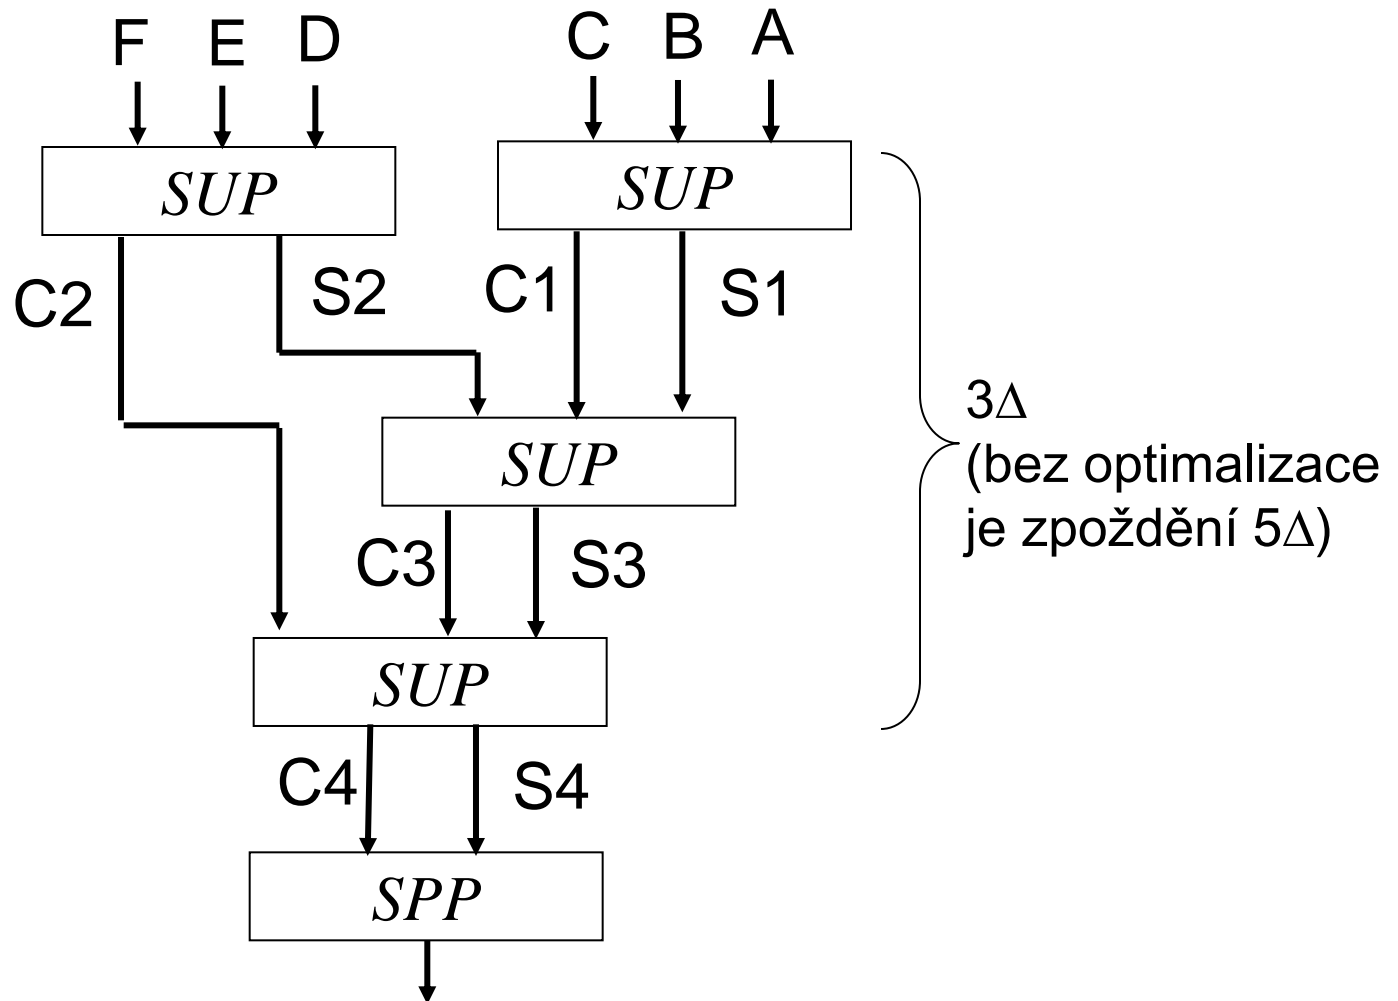 F E D C B A
SUP SUP
C2 S2 C1 S1
3Δ
SUP
(bez optimalizace
je zpoždění 5Δ)
C3 S3
SUP
C4 S4
SPP